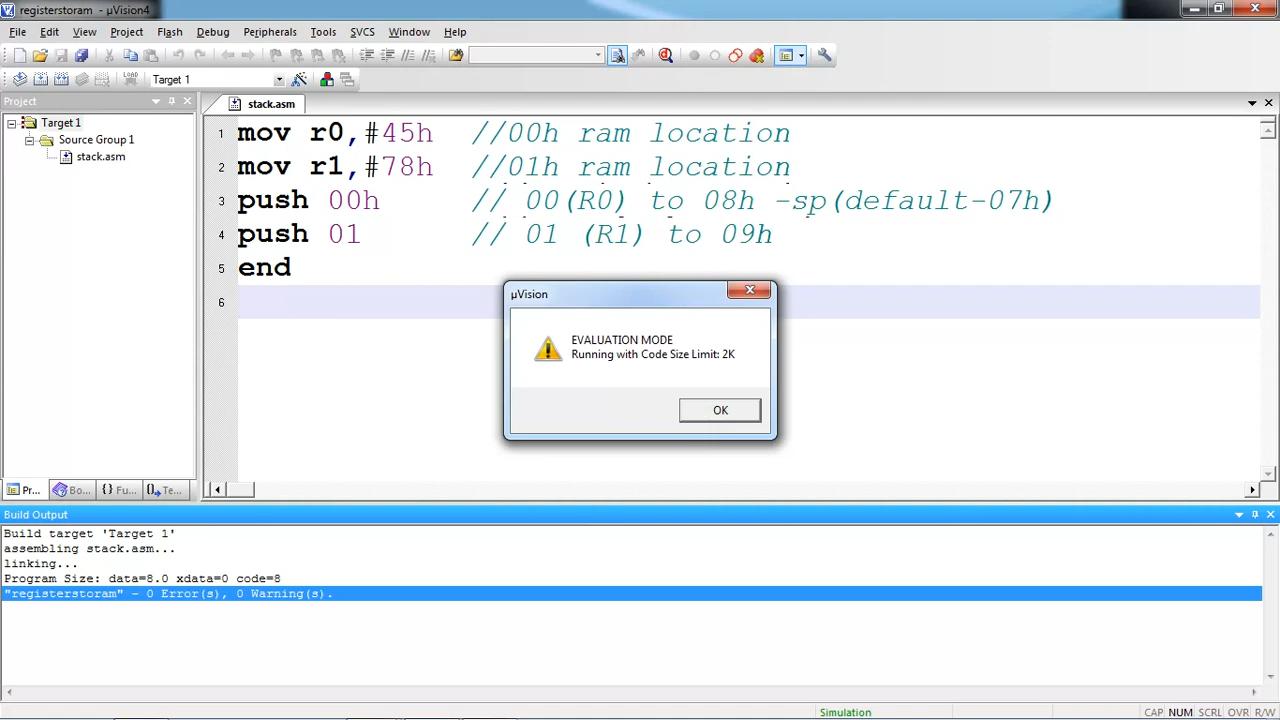 registerstoram - µVision4
File Edit View Project Flash Debug Peripherals Tools SVCS Window Help
LOAD Target 1
Project
stack.asm
Target 1
Source Group 1
stack.asm
1 mov r0,#45h //00h ram location
2 mov r1,#78h //01h ram location
3 push 00h // 00(R0) to 08h -sp(default-07h)
4 push 01 // 01 (R1) to 09h
5 end
6
µVision
EVALUATION MODE
Running with Code Size Limit: 2K
OK
Pr... Bo... {} Fu... Te...
Build Output
Build target 'Target 1'
assembling stack.asm...
linking...
Program Size: data=8.0 xdata=0 code=8
"registerstoram" - 0 Error(s), 0 Warning(s).
Simulation CAP NUM SCRL OVR R/W